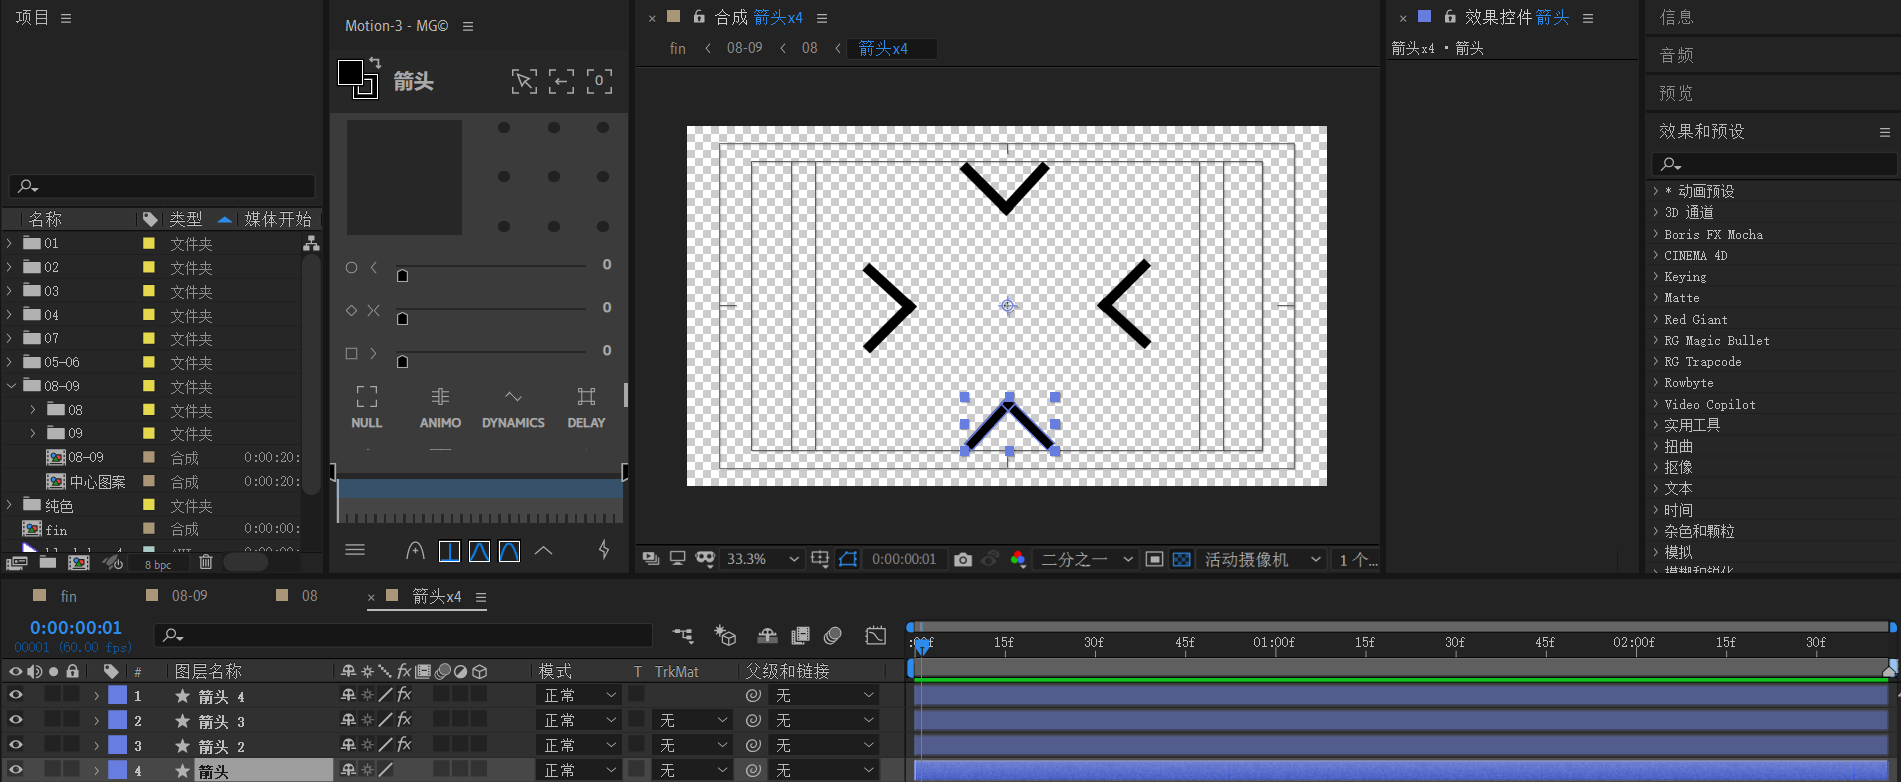 项目
名称 类型 媒体开始
01 文件夹
02 文件夹
03 文件夹
04 文件夹
07 文件夹
05-06 文件夹
08-09 文件夹
08 文件夹
09 文件夹
08-09 合成 0:00:20:
中心图案 合成 0:00:20:
纯色 文件夹
fin 合成 0:00:00:
8 bpc
Motion-3 - MG©
箭头
0
0
0
0
NULL ANIMO DYNAMICS DELAY
合成 箭头x4
fin 08-09 08 箭头x4
33.3% 0:00:00:01 二分之一 活动摄像机 1个...
效果控件 箭头
箭头x4 • 箭头
信息
音频
预览
效果和预设
* 动画预设
3D 通道
Boris FX Mocha
CINEMA 4D
Keying
Matte
Red Giant
RG Magic Bullet
RG Trapcode
Rowbyte
Video Copilot
实用工具
扭曲
抠像
文本
时间
杂色和颗粒
模拟
模糊和锐化
fin 08-09 08 箭头x4
0:00:00:01
00001 (60.00 fps)
:00f 15f 30f 45f 01:00f 15f 30f 45f 02:00f 15f 30f
# 图层名称 fx 模式 T TrkMat 父级和链接
1 箭头 4 fx 正常 无
2 箭头 3 fx 正常 无 无
3 箭头 2 fx 正常 无 无
4 箭头 正常 无 无